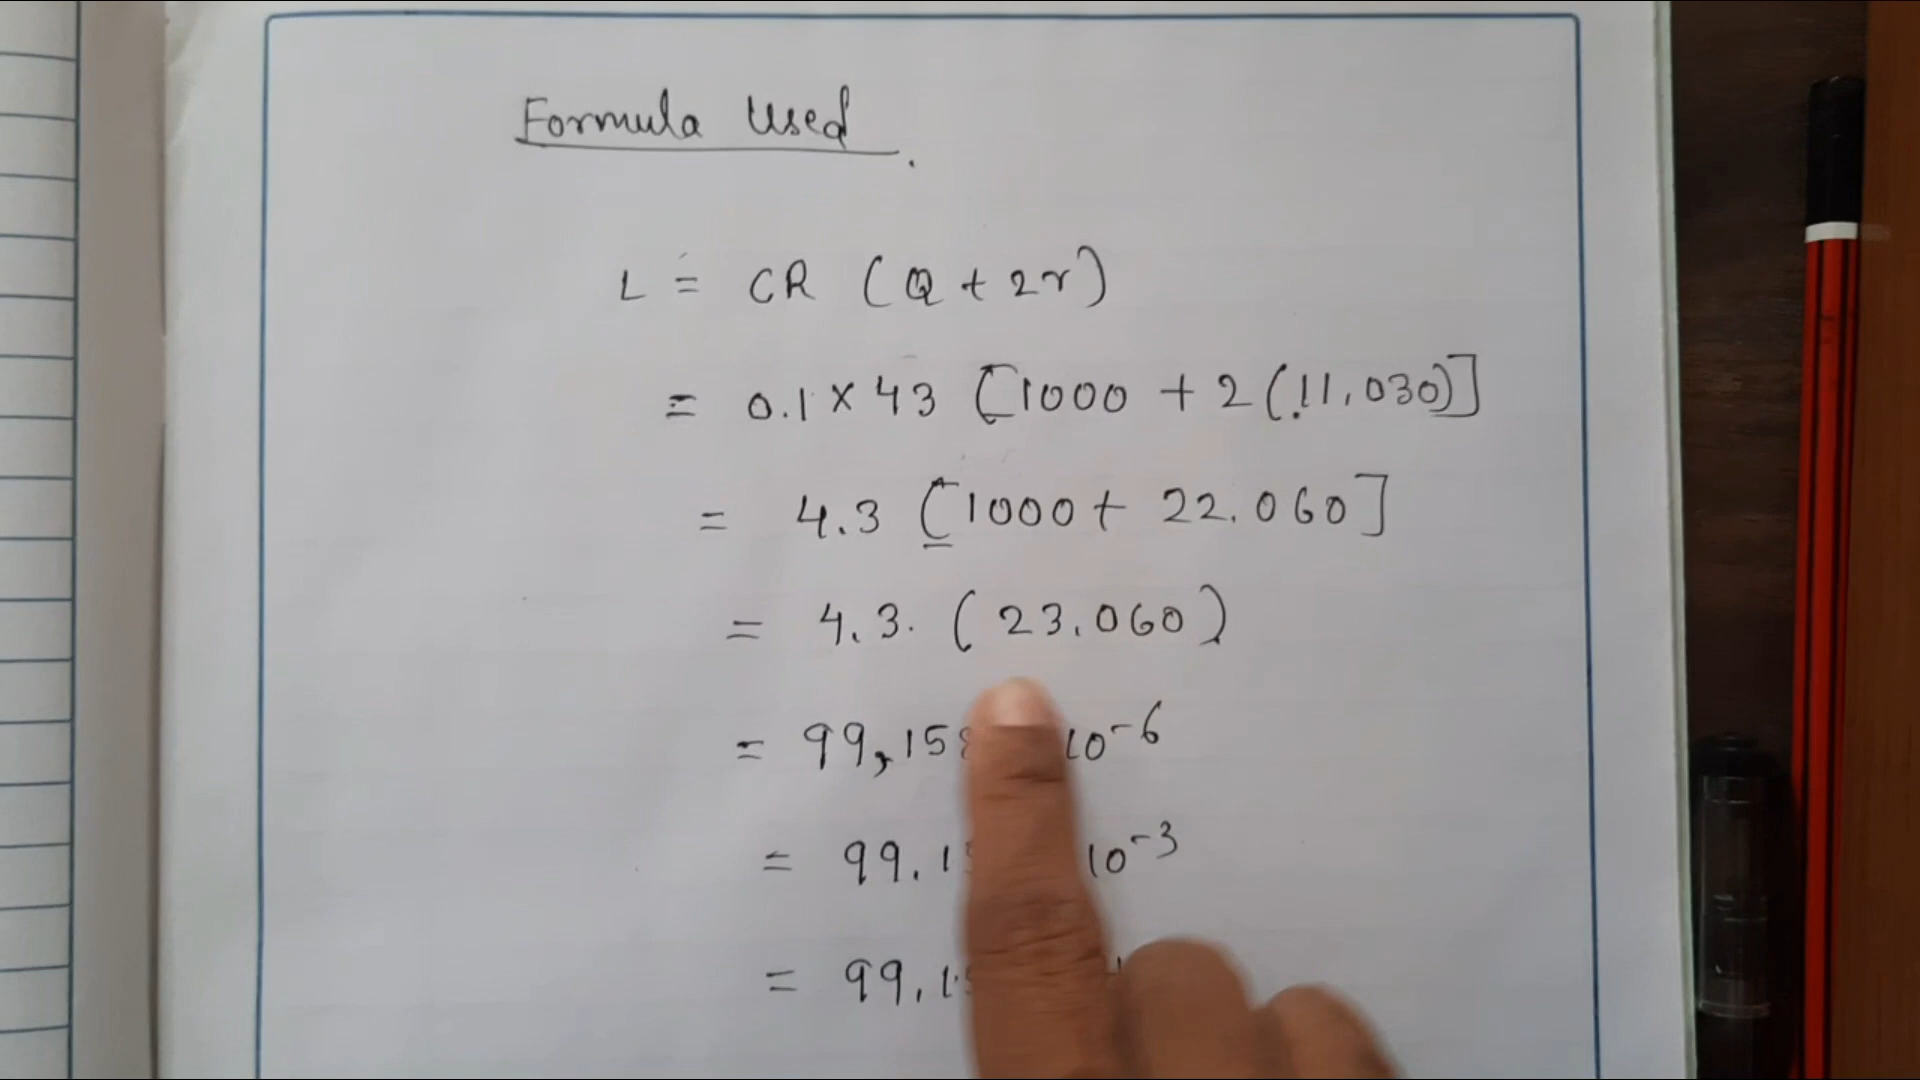 Formula Used.
L = CR (Q + 2r)
= 0.1 × 43 [1000 + 2 (11,030)]
= 4.3 [1000 + 22,060]
= 4.3 (23,060)
= 99,15 10⁻⁶
= 99.1 10⁻³
= 99.1